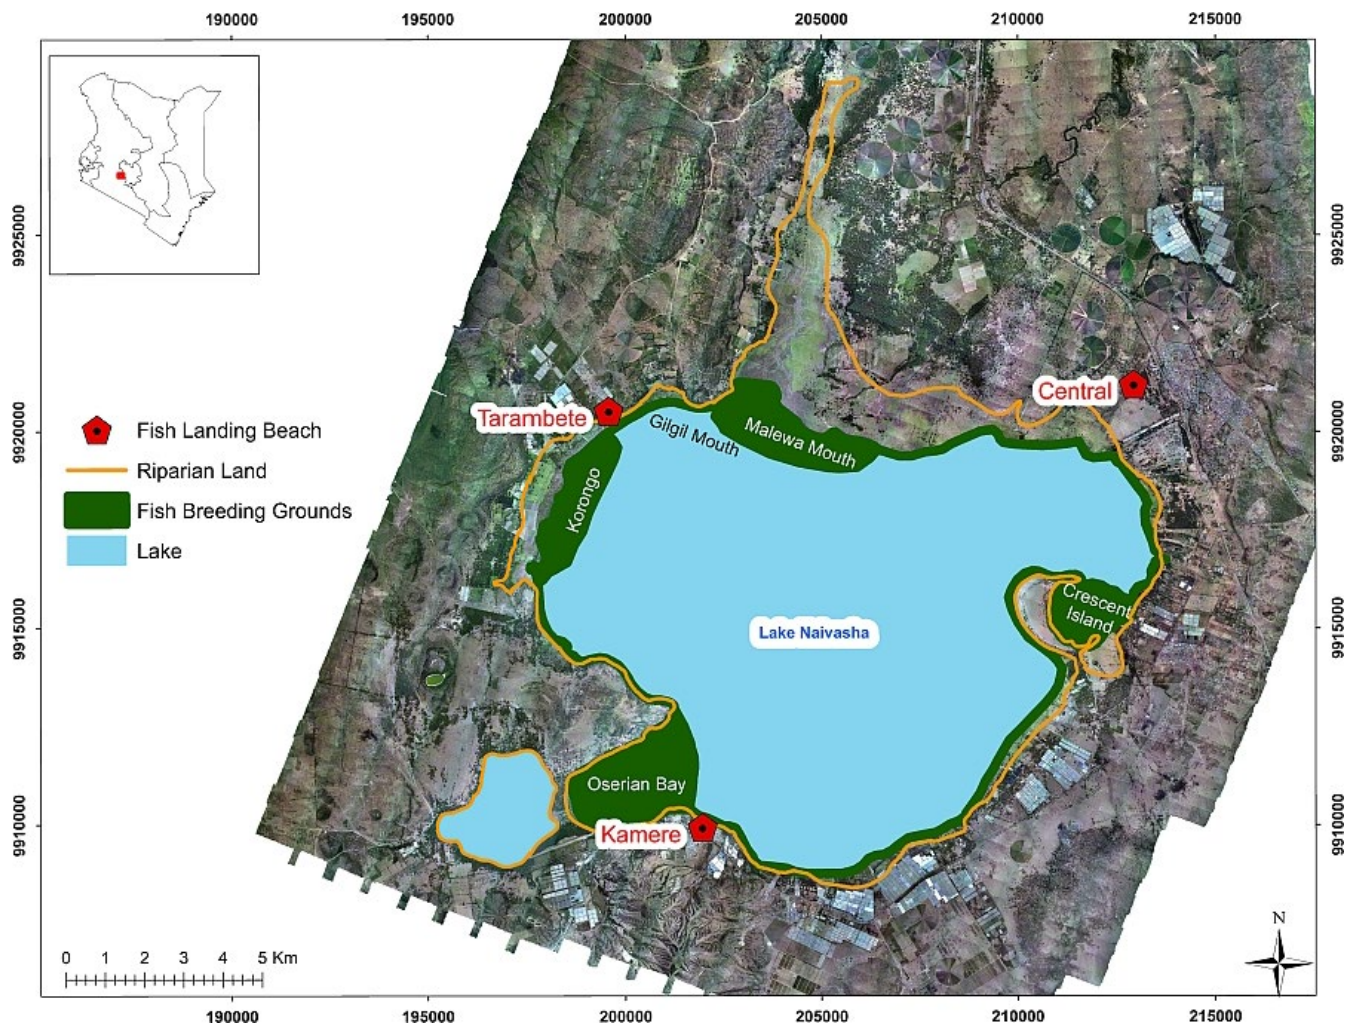 190000
195000
200000
205000
210000
215000
9925000
9925000
Central
Tarambete
Fish Landing Beach
Gilgil Mouth
Malewa Mouth
9920000
9920000
Riparian Land
Korongo
Fish Breeding Grounds
Lake
Crescent
Island
Lake Naivasha
9915000
9915000
Oserian Bay
Kamere
9910000
9910000
N
0 1 2 3 4 5 Km
190000
195000
200000
205000
210000
215000